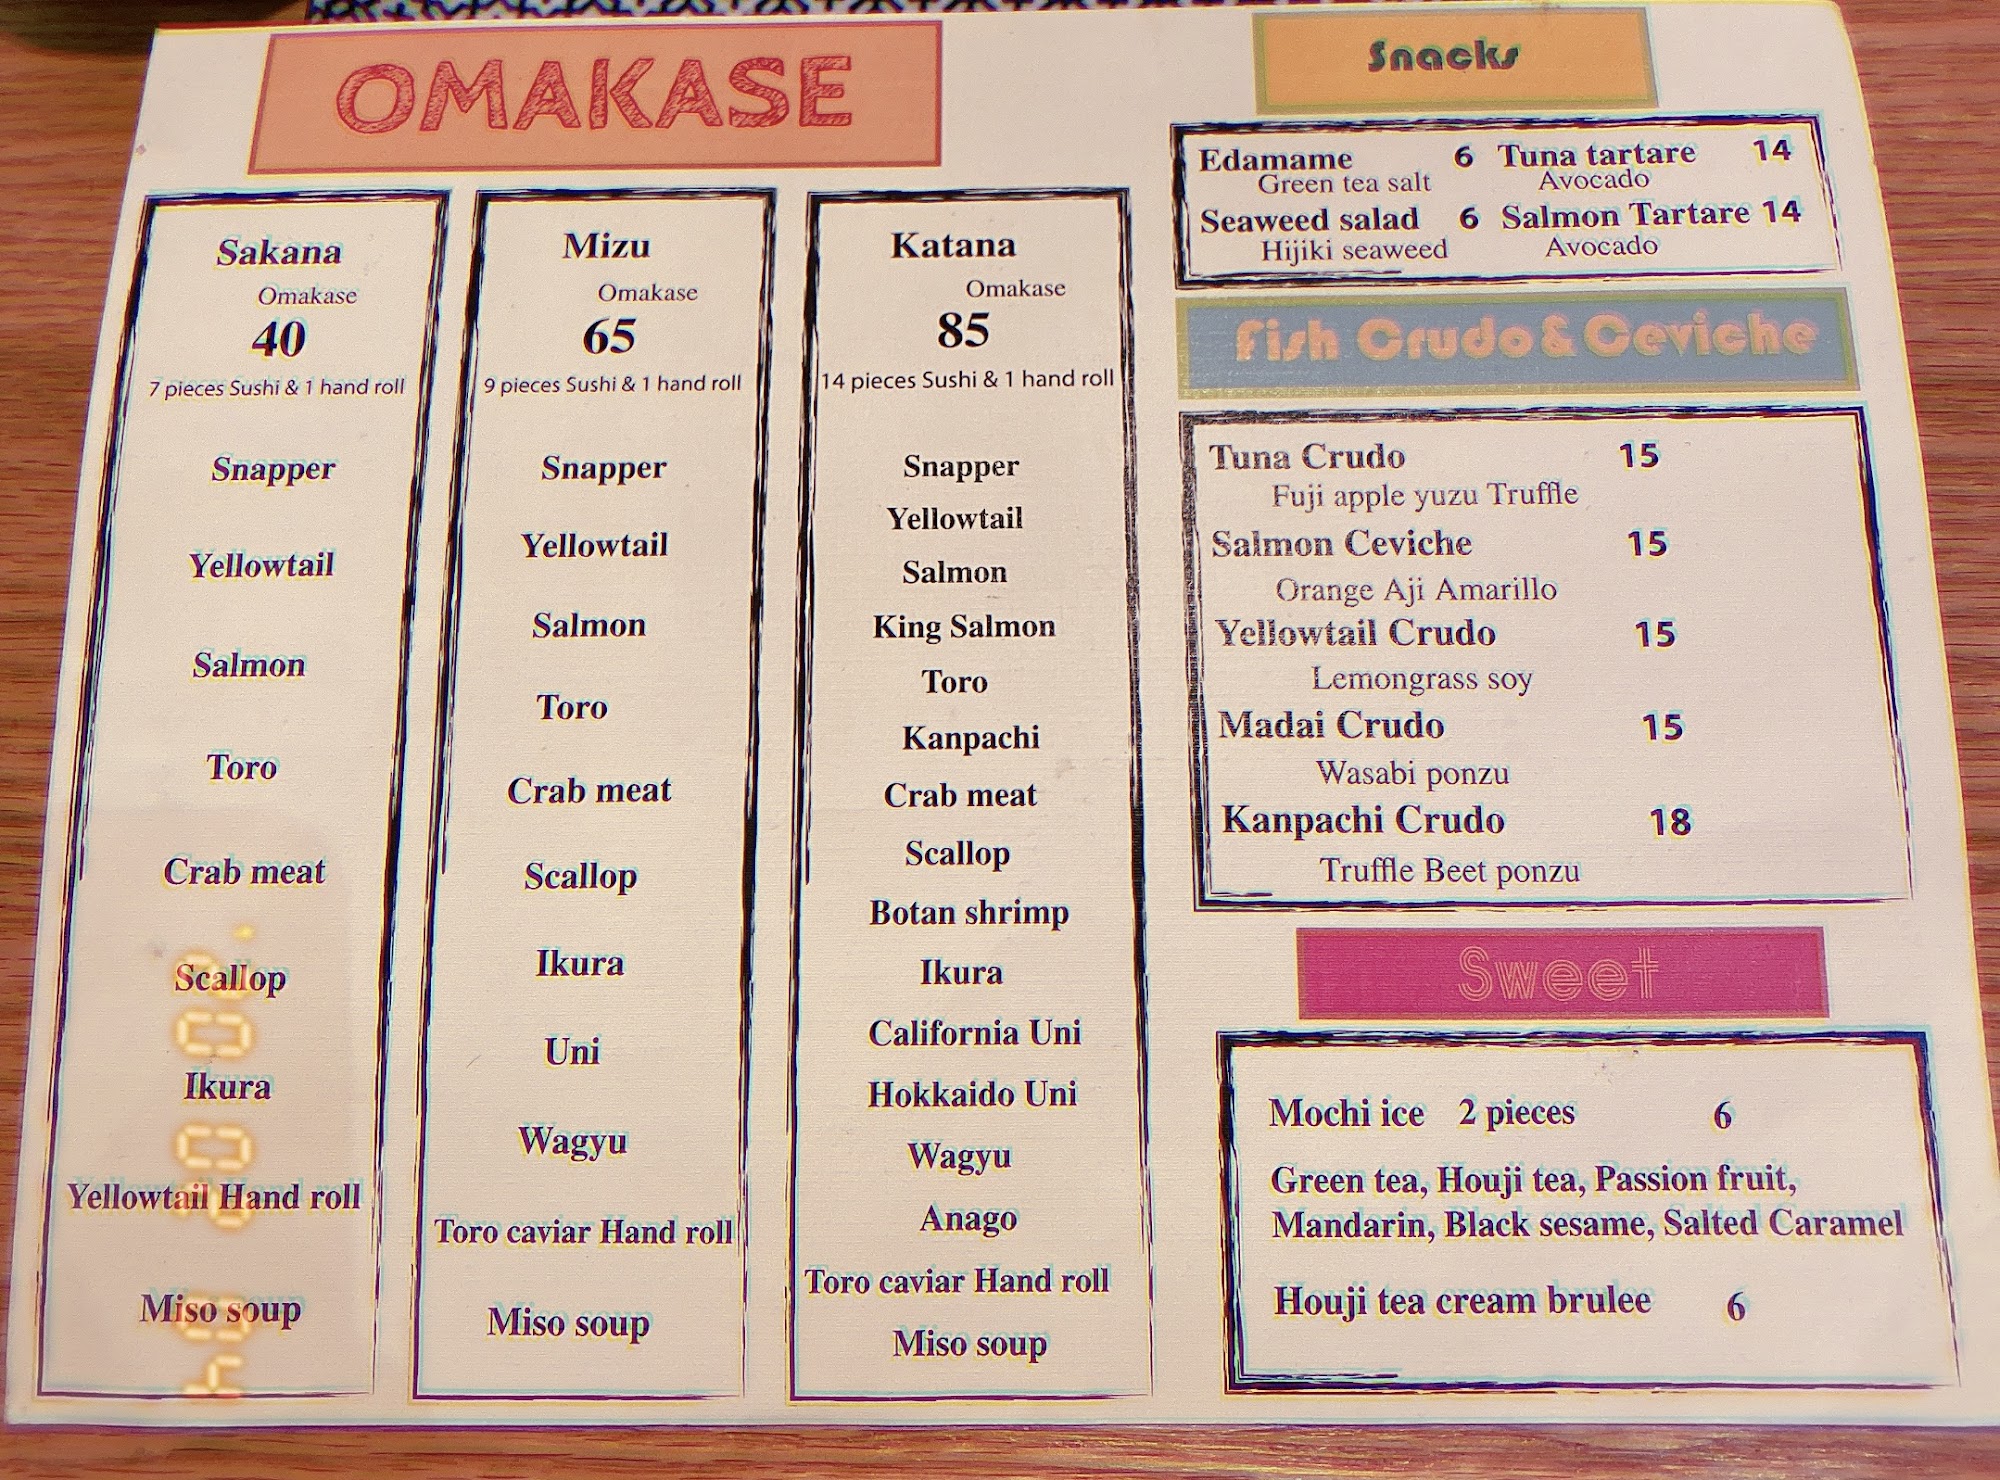 OMAKASE
Sakana
Omakase
40
7 pieces Sushi & 1 hand roll
Snapper
Yellowtail
Salmon
Toro
Crab meat
Scallop
Ikura
Yellowtail Hand roll
Miso soup
Mizu
Omakase
65
9 pieces Sushi & 1 hand roll
Snapper
Yellowtail
Salmon
Toro
Crab meat
Scallop
Ikura
Uni
Wagyu
Toro caviar Hand roll
Miso soup
Katana
Omakase
85
14 pieces Sushi & 1 hand roll
Snapper
Yellowtail
Salmon
King Salmon
Toro
Kanpachi
Crab meat
Scallop
Botan shrimp
Ikura
California Uni
Hokkaido Uni
Wagyu
Anago
Toro caviar Hand roll
Miso soup
Snacks
Edamame 6 Tuna tartare 14
Green tea salt Avocado
Seaweed salad 6 Salmon Tartare 14
Hijiki seaweed Avocado
Fish Crudo & Ceviche
Tuna Crudo 15
Fuji apple yuzu Truffle
Salmon Ceviche 15
Orange Aji Amarillo
Yellowtail Crudo 15
Lemongrass soy
Madai Crudo 15
Wasabi ponzu
Kanpachi Crudo 18
Truffle Beet ponzu
Sweet
Mochi ice 2 pieces 6
Green tea, Houji tea, Passion fruit,
Mandarin, Black sesame, Salted Caramel
Houji tea cream brulee 6